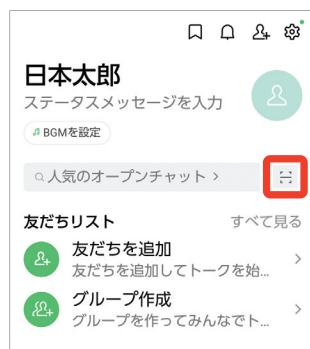 日本太郎
ステータスメッセージを入力
BGMを設定
人気のオープンチャット
友だちリスト すべて見る
友だちを追加
友だちを追加してトークを始...
グループ作成
グループを作ってみんなでト...